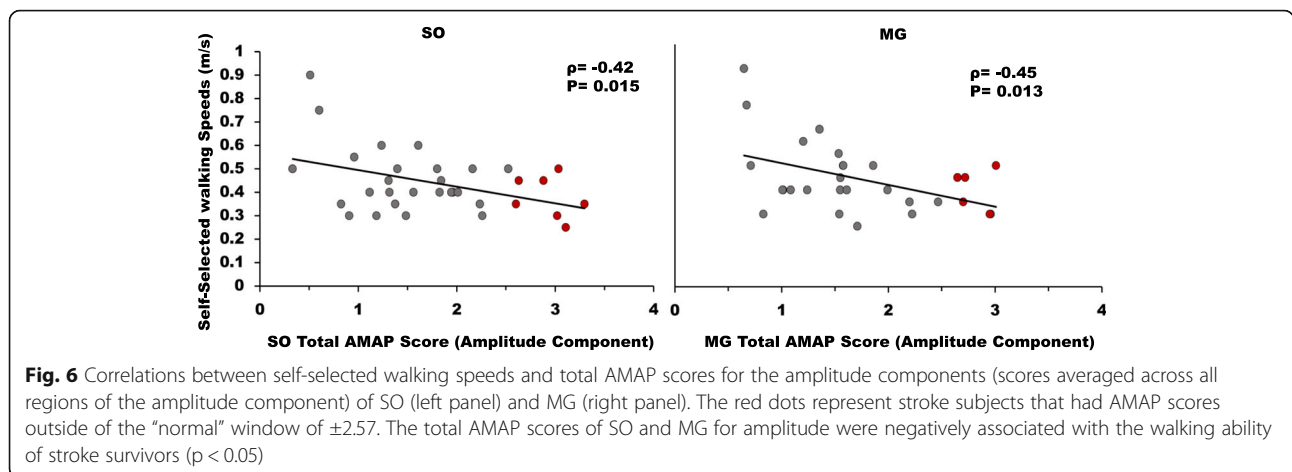 SO
MG
Self-Selected walking Speeds (m/s)
1
0.9
0.8
0.7
0.6
0.5
0.4
0.3
0.2
0.1
0
ρ= -0.42
P= 0.015
ρ= -0.45
P= 0.013
0 1 2 3 4
0 1 2 3 4
SO Total AMAP Score (Amplitude Component)
MG Total AMAP Score (Amplitude Component)
Fig. 6 Correlations between self-selected walking speeds and total AMAP scores for the amplitude components (scores averaged across all
regions of the amplitude component) of SO (left panel) and MG (right panel). The red dots represent stroke subjects that had AMAP scores
outside of the “normal” window of ±2.57. The total AMAP scores of SO and MG for amplitude were negatively associated with the walking ability
of stroke survivors (p < 0.05)